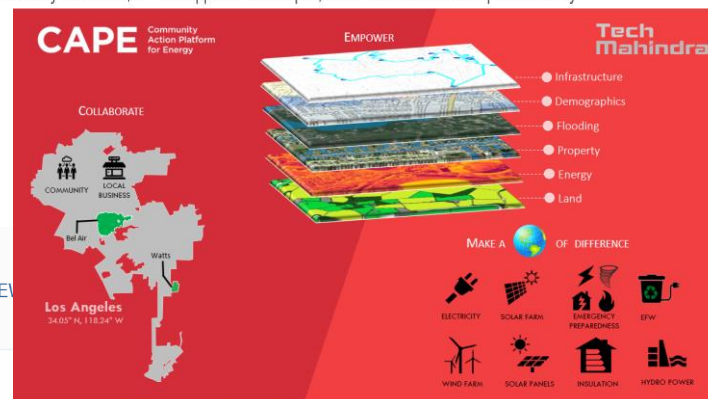 CAPE
Community
Action Platform
for Energy
EMPOWER
Tech
Mahindra
Infrastructure
Demographics
Flooding
Property
Energy
Land
COLLABORATE
COMMUNITY
LOCAL
BUSINESS
Bel Air
Watts
Los Angeles
34.05° N, 118.24° W
MAKE A OF DIFFERENCE
ELECTRICITY
SOLAR FARM
EMERGENCY
PREPAREDNESS
EFW
WIND FARM
SOLAR PANELS
INSULATION
HYDRO POWER